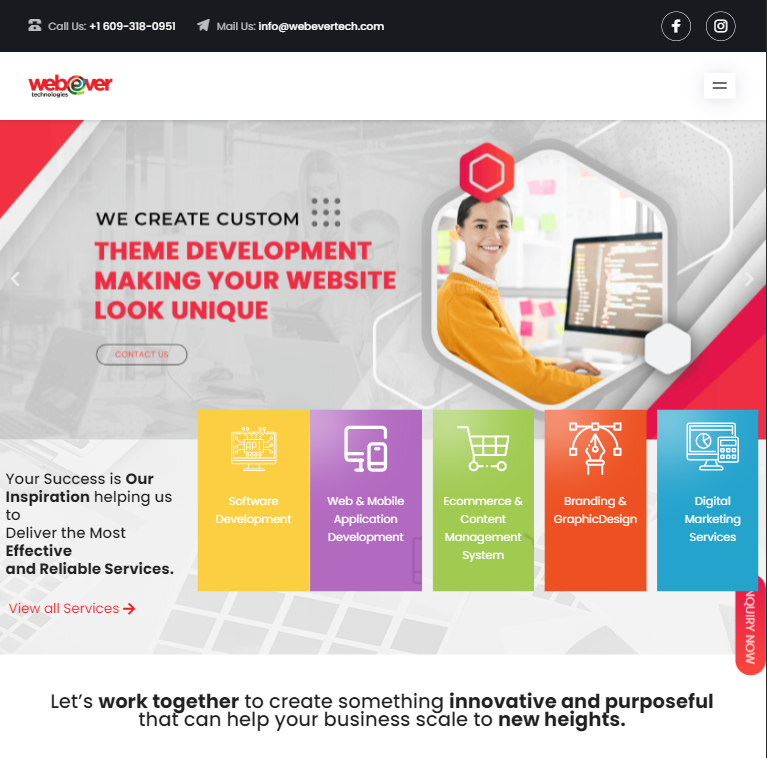 Call Us: +1 609-318-0951
Mail Us: info@webevertech.com
webever
technologies
WE CREATE CUSTOM
THEME DEVELOPMENT
MAKING YOUR WEBSITE
LOOK UNIQUE
CONTACT US
Your Success is Our
Inspiration helping us
to
Deliver the Most
Effective
and Reliable Services.
View all Services
API
Software
Development
Web & Mobile
Application
Development
Ecommerce &
Content
Management
System
Branding &
GraphicDesign
Digital
Marketing
Services
NQUIRY NOW
Let’s work together to create something innovative and purposeful
that can help your business scale to new heights.